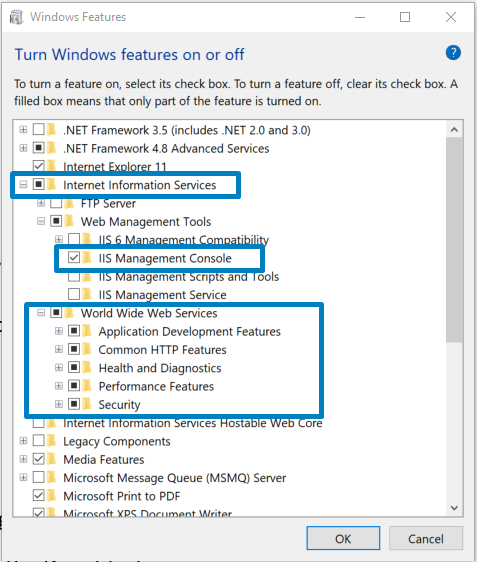 Windows Features
Turn Windows features on or off
To turn a feature on, select its check box. To turn a feature off, clear its check box. A
filled box means that only part of the feature is turned on.
.NET Framework 3.5 (includes .NET 2.0 and 3.0)
.NET Framework 4.8 Advanced Services
Internet Explorer 11
Internet Information Services
FTP Server
Web Management Tools
IIS 6 Management Compatibility
IIS Management Console
IIS Management Scripts and Tools
IIS Management Service
World Wide Web Services
Application Development Features
Common HTTP Features
Health and Diagnostics
Performance Features
Security
Internet Information Services Hostable Web Core
Legacy Components
Media Features
Microsoft Message Queue (MSMQ) Server
Microsoft Print to PDF
Microsoft XPS Document Writer
OK Cancel